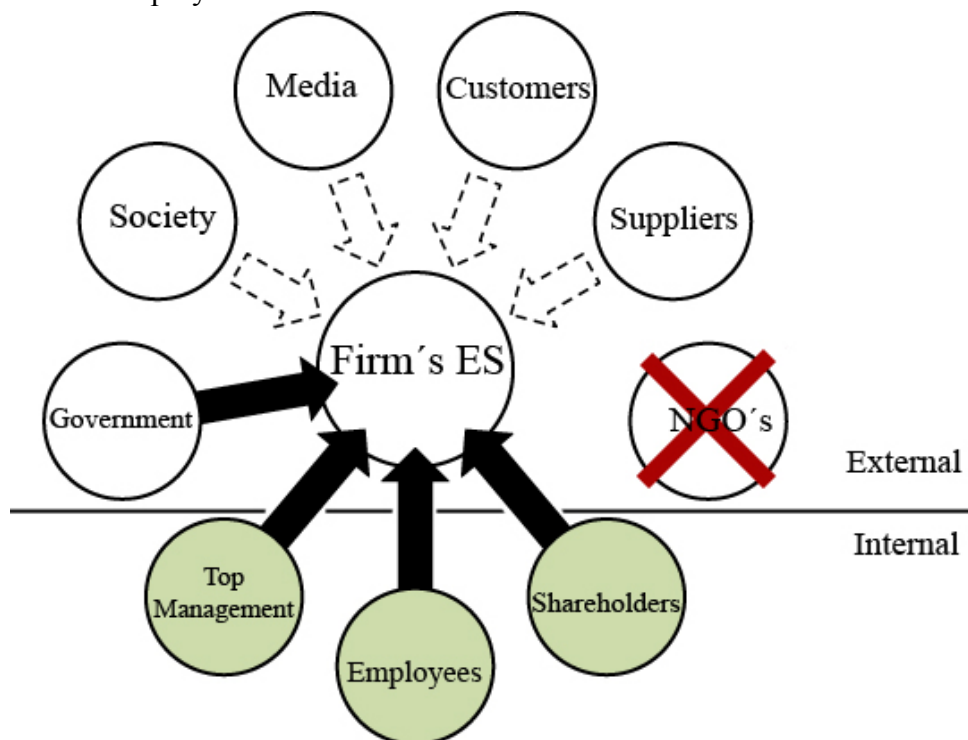 Media
Customers
Society
Suppliers
Firm´s ES
Government
NGO´s
External
Internal
Top
Management
Shareholders
Employees